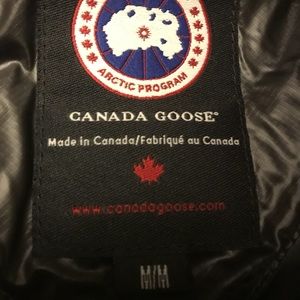 ARCTIC PROGRAM
CANADA GOOSE®
Made in Canada/Fabriqué au Canada
www.canadagoose.com
M/M